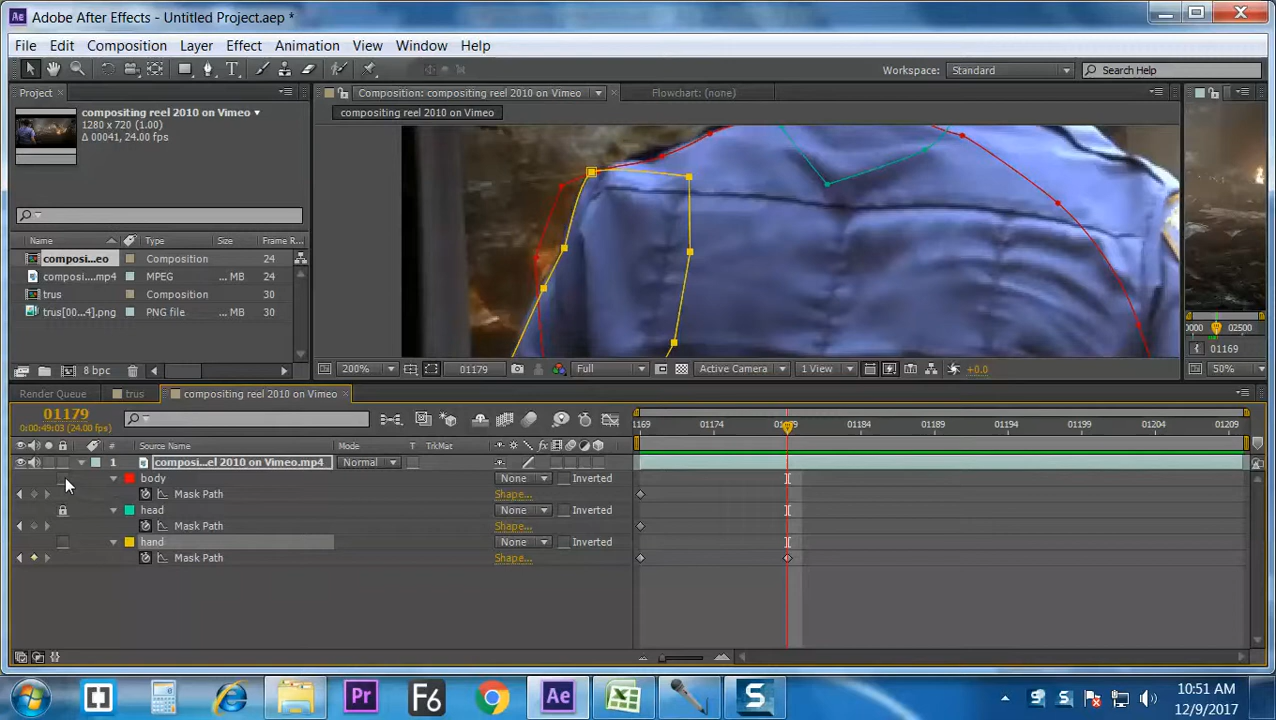 Adobe After Effects - Untitled Project.aep *
File Edit Composition Layer Effect Animation View Window Help
Workspace: Standard Search Help
Project
Composition: compositing reel 2010 on Vimeo
Flowchart: (none)
compositing reel 2010 on Vimeo
1280 x 720 (1.00)
Δ 00041, 24.00 fps
compositing reel 2010 on Vimeo
Name Type Size Frame R...
composi...eo Composition 24
composi....mp4 MPEG ... MB 24
trus Composition 30
trus[00...4].png PNG file ... MB 30
8 bpc
200% 01179 Full Active Camera 1 View +0.0
0000 02500
01169
50%
Render Queue trus compositing reel 2010 on Vimeo
01179
0:00:49:03 (24.00 fps)
1169 01174 01179 01184 01189 01194 01199 01204 01209
# Source Name Mode T TrkMat
1 composi...el 2010 on Vimeo.mp4 Normal
body None Inverted
Mask Path Shape...
head None Inverted
Mask Path Shape...
hand None Inverted
Mask Path Shape...
Pr F6 Ae S
10:51 AM
12/9/2017